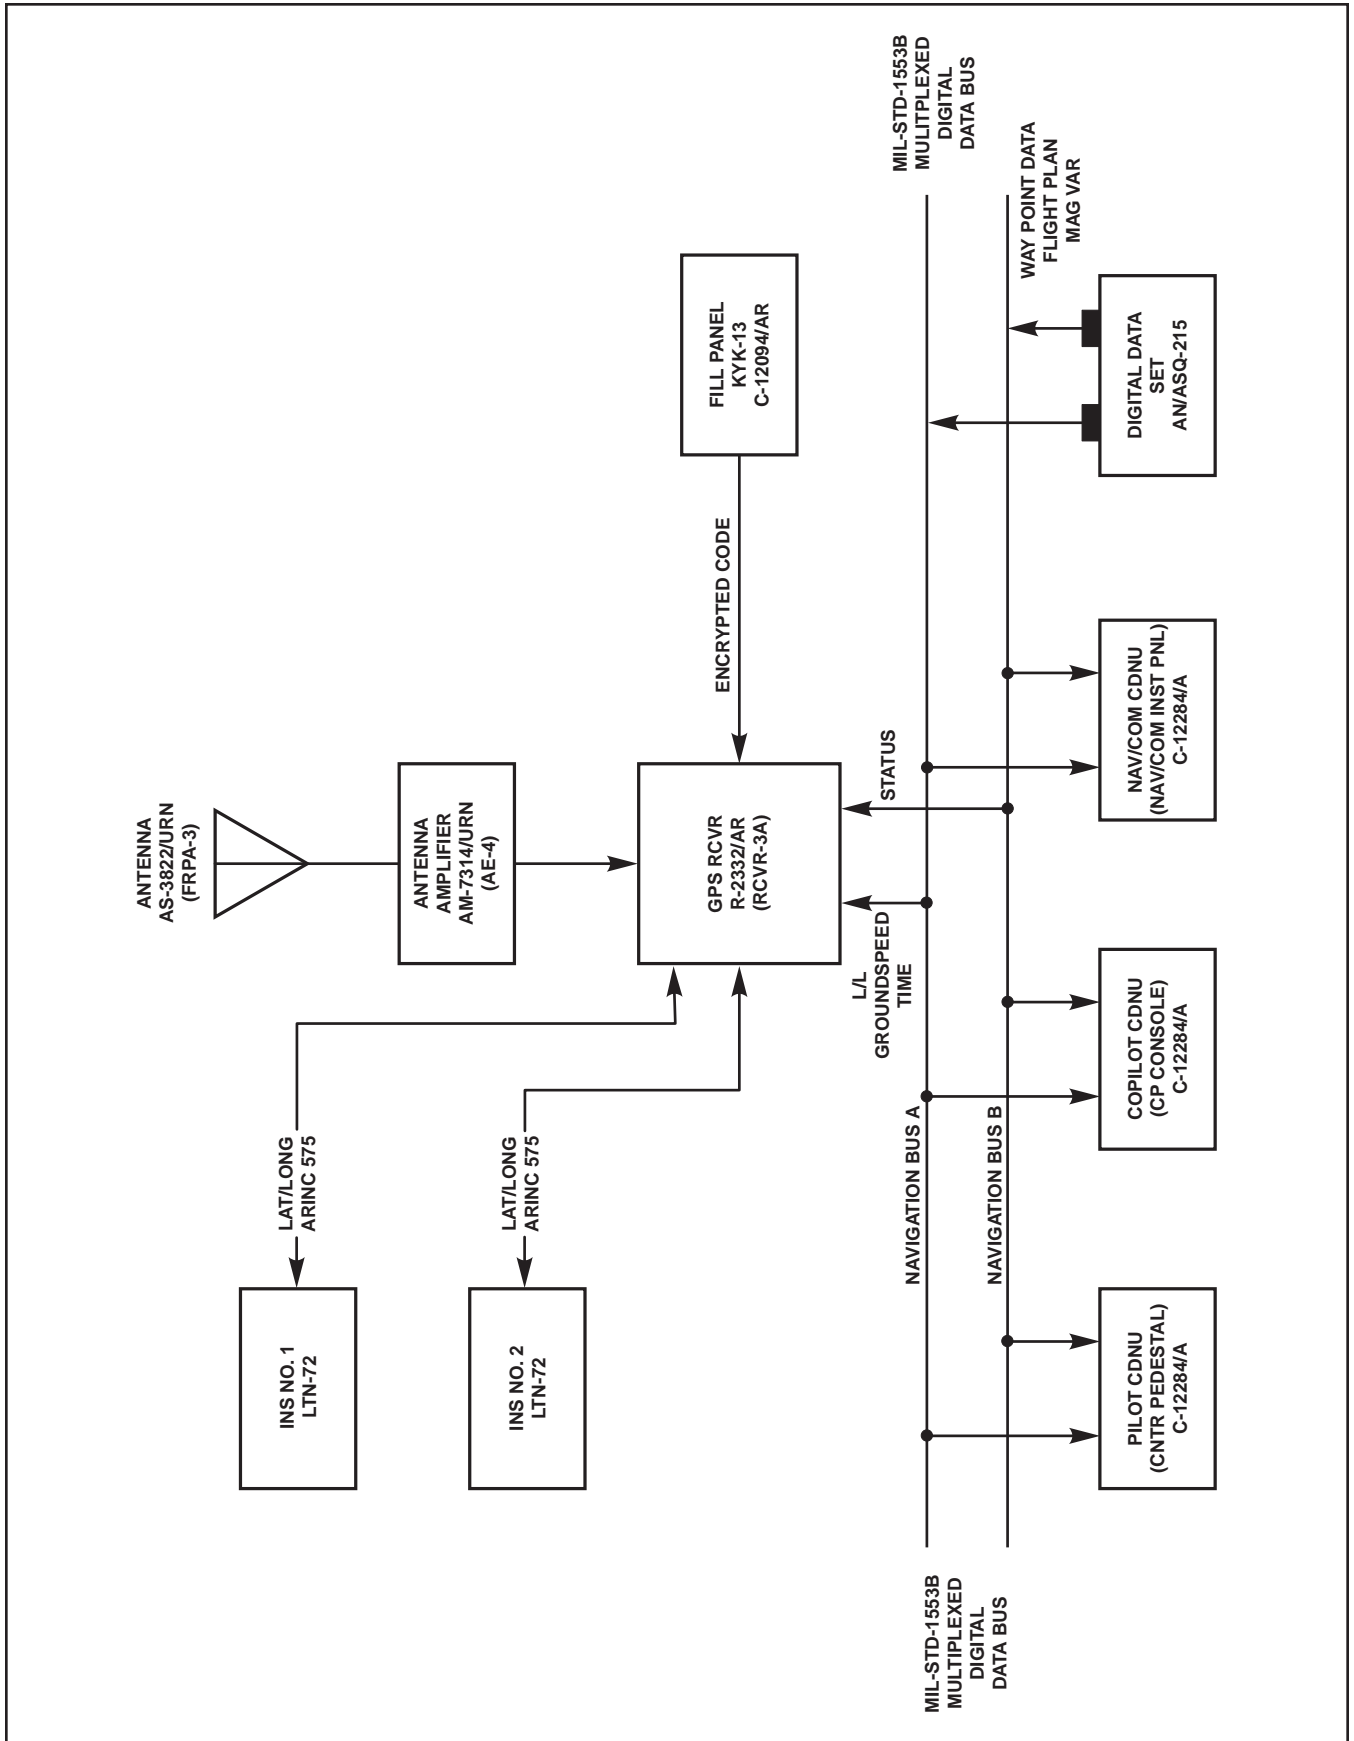 ANTENNA
AS-3822/URN
(FRPA-3)
INS NO. 1
LTN-72
LAT/LONG
ARINC 575
ANTENNA
AMPLIFIER
AM-7314/URN
(AE-4)
INS NO. 2
LTN-72
LAT/LONG
ARINC 575
GPS RCVR
R-2332/AR
(RCVR-3A)
ENCRYPTED CODE
FILL PANEL
KYK-13
C-12094/AR
L/L
GROUNDSPEED
TIME
STATUS
MIL-STD-1553B
MULTIPLEXED
DIGITAL
DATA BUS
NAVIGATION BUS A
NAVIGATION BUS B
MIL-STD-1553B
MULITPLEXED
DIGITAL
DATA BUS
WAY POINT DATA
FLIGHT PLAN
MAG VAR
PILOT CDNU
(CNTR PEDESTAL)
C-12284/A
COPILOT CDNU
(CP CONSOLE)
C-12284/A
NAV/COM CDNU
(NAV/COM INST PNL)
C-12284/A
DIGITAL DATA
SET
AN/ASQ-215